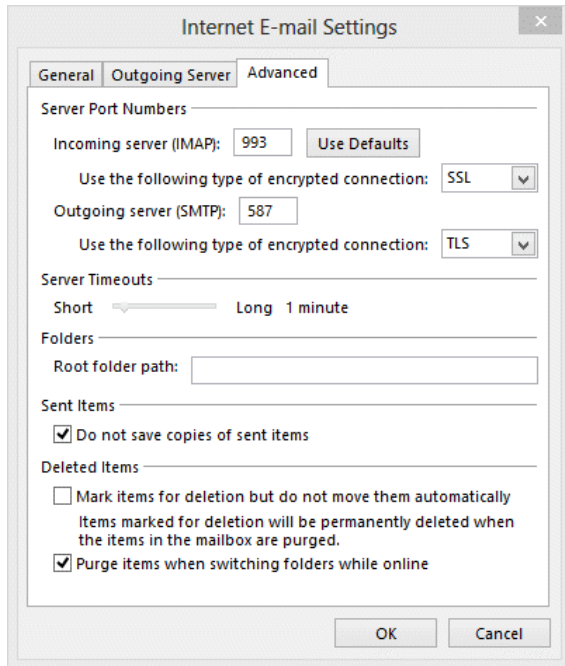 Internet E-mail Settings
General Outgoing Server Advanced
Server Port Numbers
Incoming server (IMAP): 993 Use Defaults
Use the following type of encrypted connection: SSL
Outgoing server (SMTP): 587
Use the following type of encrypted connection: TLS
Server Timeouts
Short Long 1 minute
Folders
Root folder path:
Sent Items
Do not save copies of sent items
Deleted Items
Mark items for deletion but do not move them automatically
Items marked for deletion will be permanently deleted when
the items in the mailbox are purged.
Purge items when switching folders while online
OK Cancel